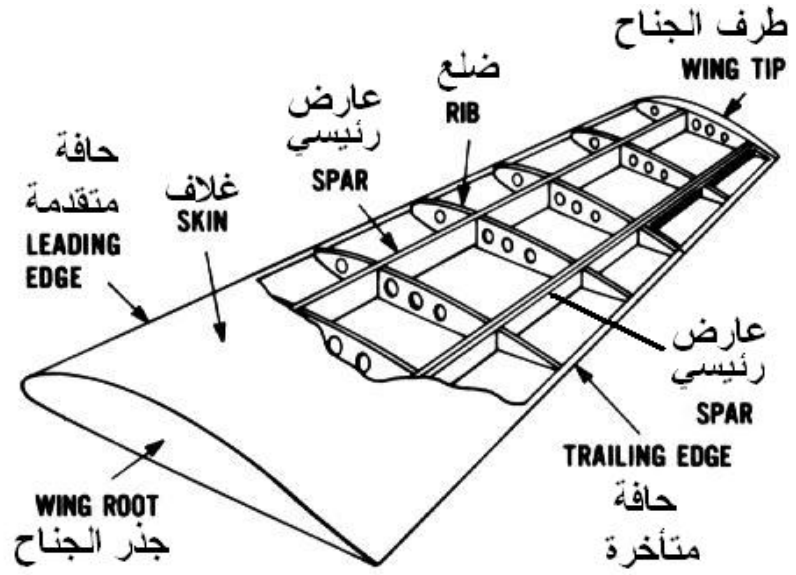 طرف الجناح
WING TIP
ضلع
RIB
عارض
رئيسي
SPAR
حافة
متقدمة
LEADING
EDGE
غلاف
SKIN
عارض
رئيسي
SPAR
TRAILING EDGE
حافة
متأخرة
WING ROOT
جذر الجناح